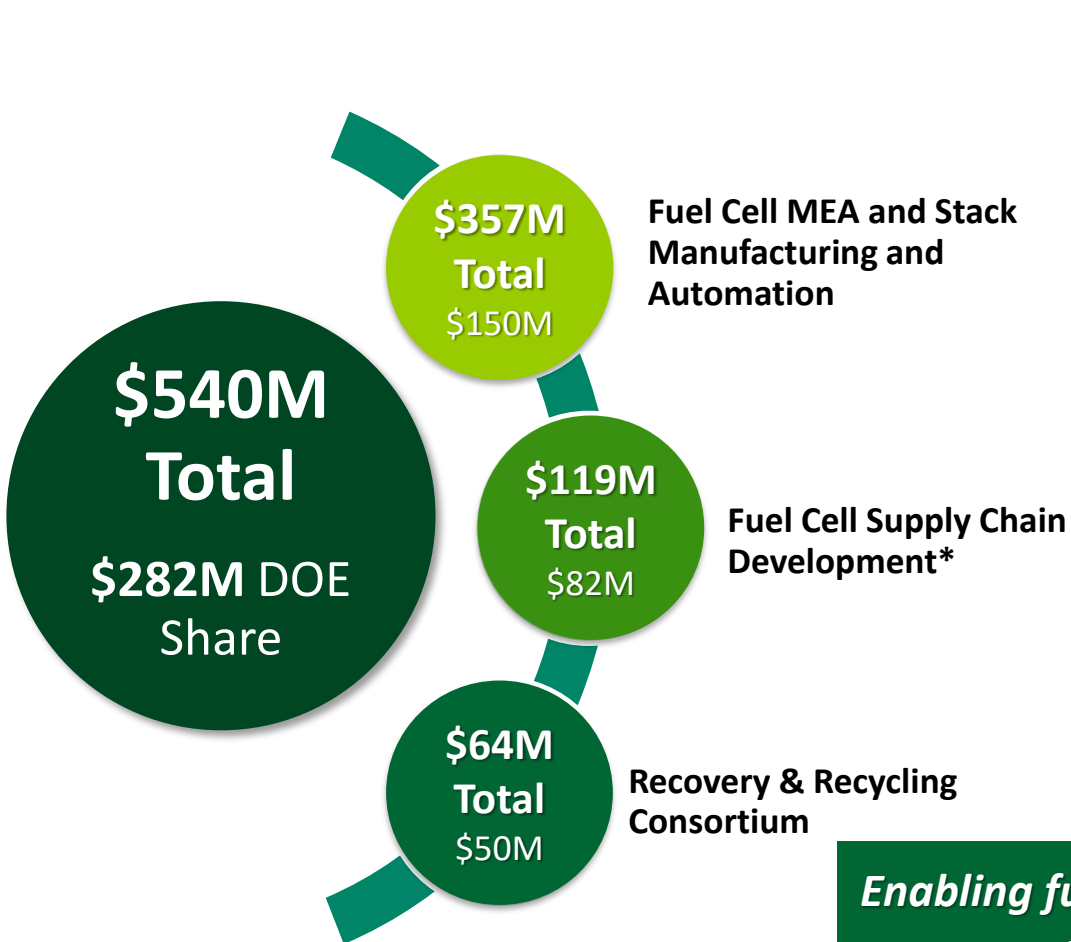 $357M
Total
$150M
Fuel Cell MEA and Stack
Manufacturing and
Automation
$540M
Total
$282M DOE
Share
$119M
Total
$82M
Fuel Cell Supply Chain
Development*
$64M
Total
$50M
Recovery & Recycling
Consortium
Enabling